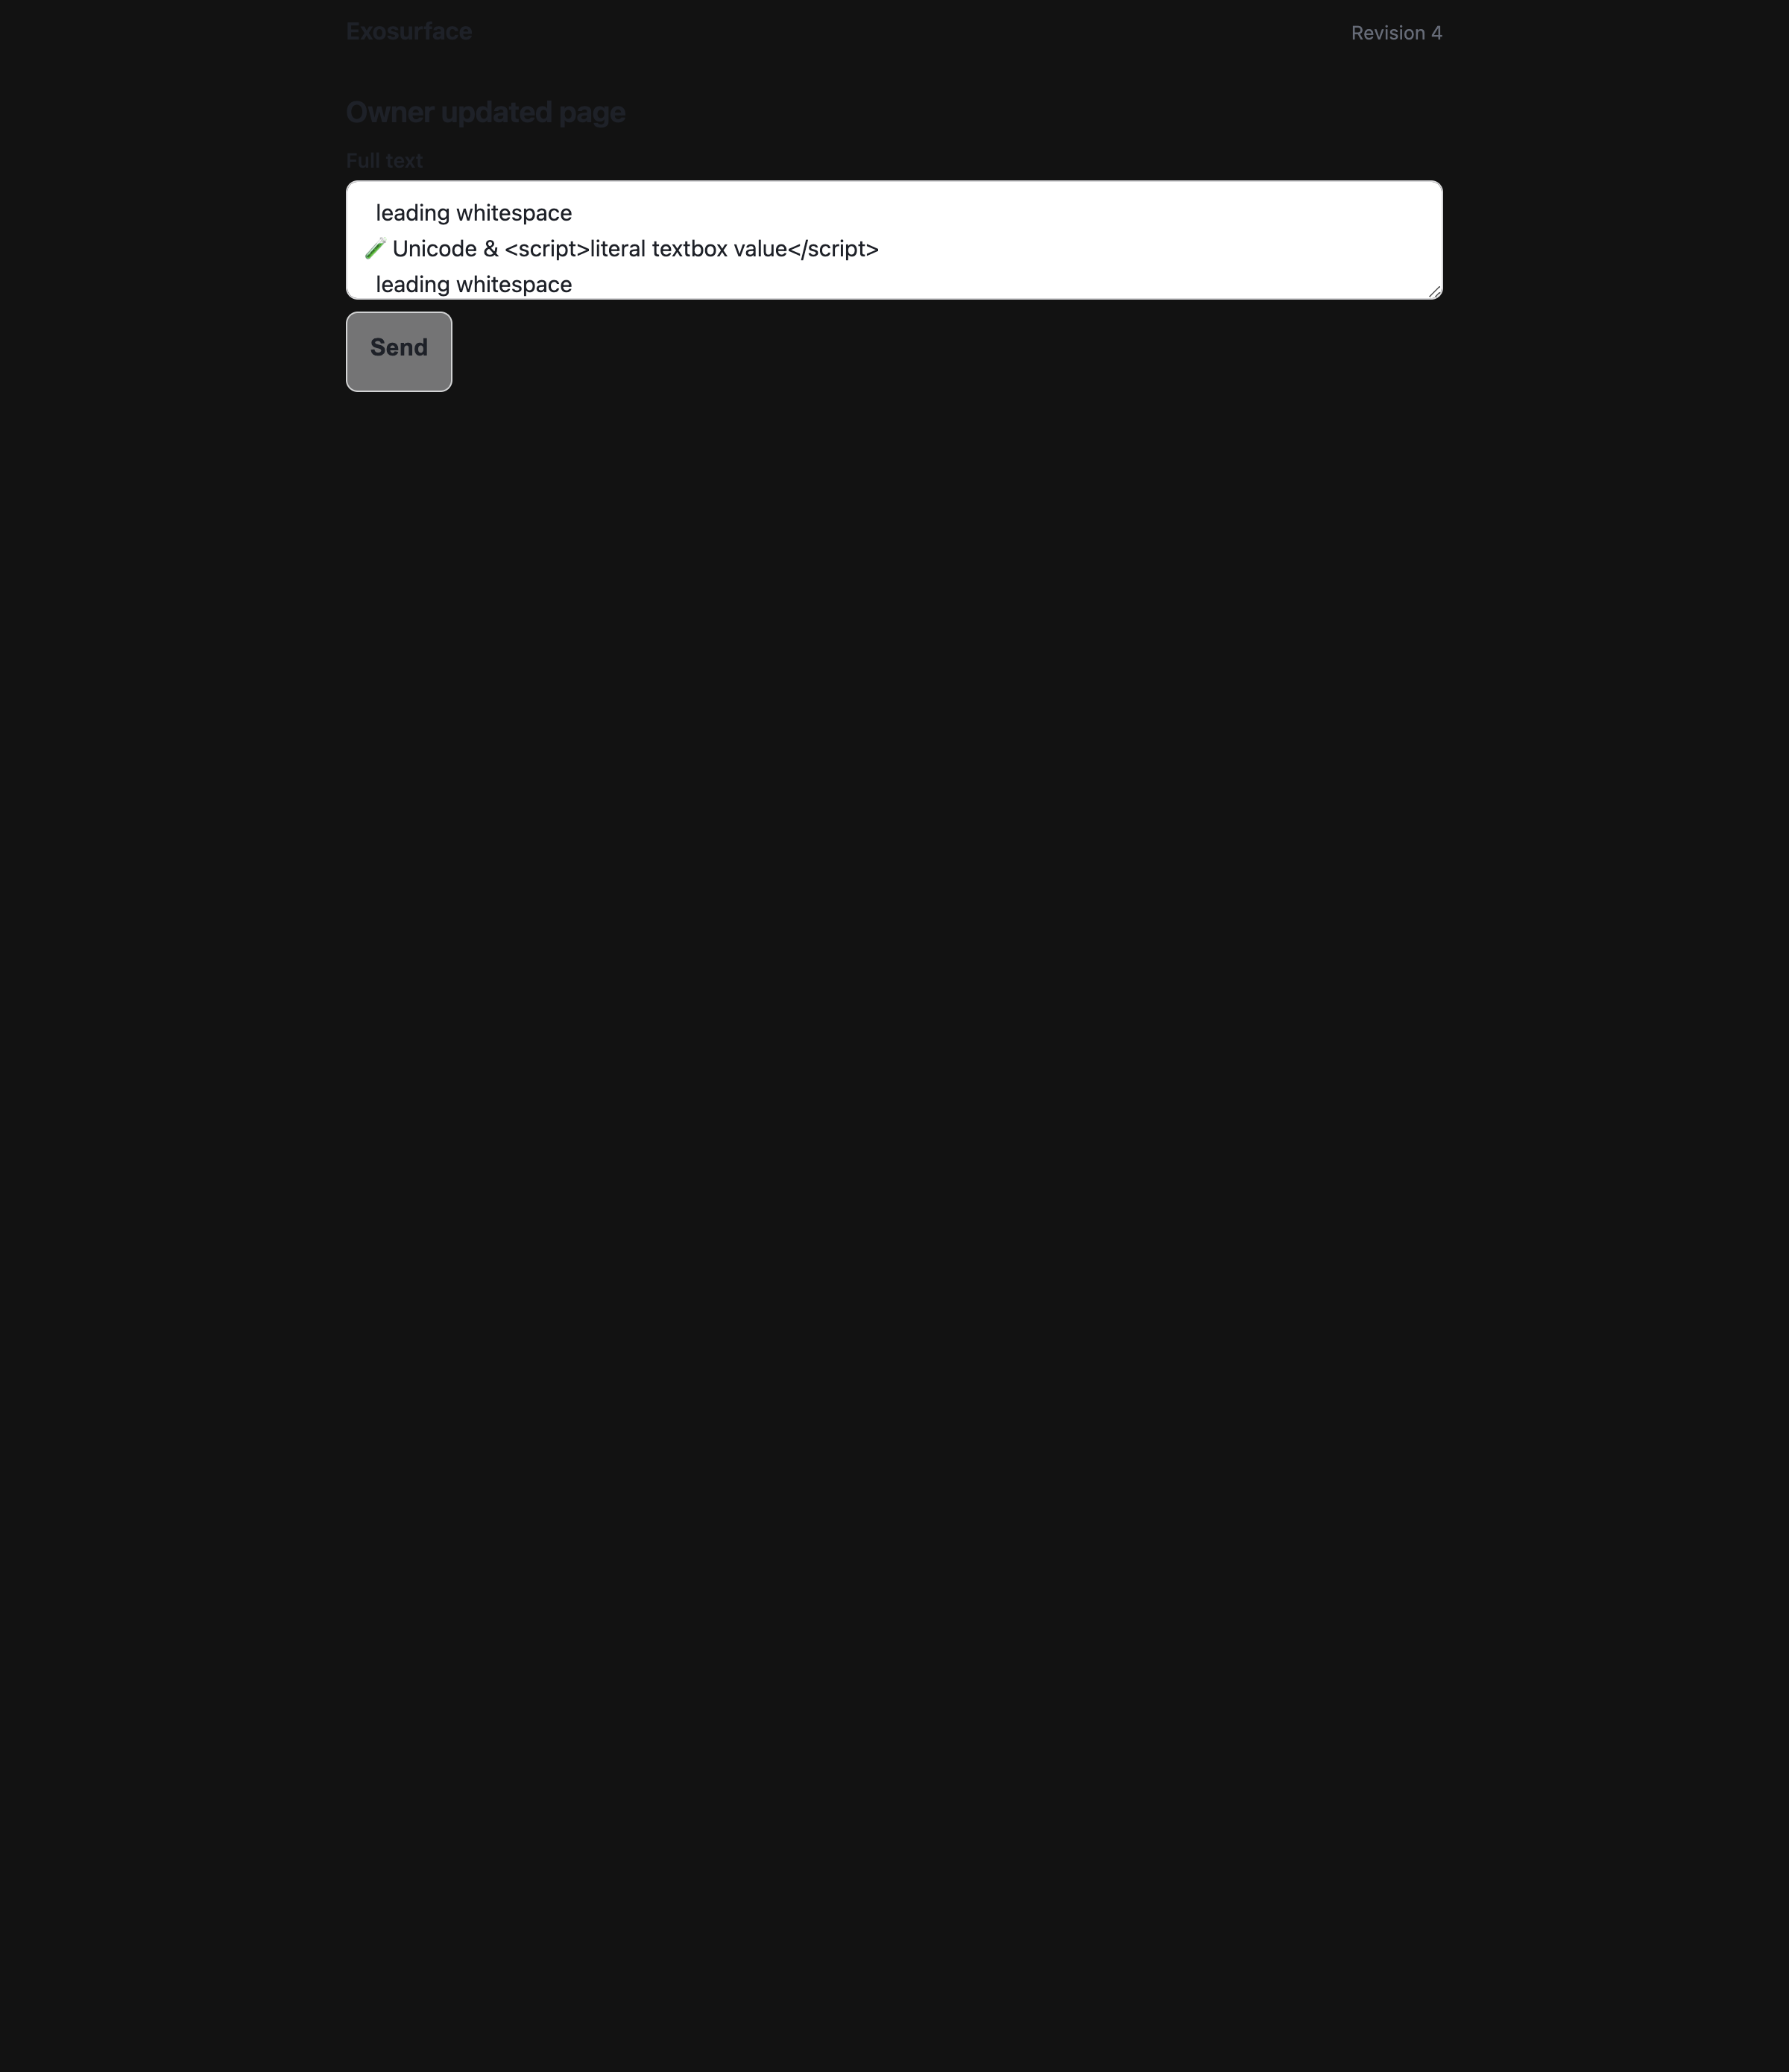 Exosurface
Revision 4
Owner updated page
Full text
leading whitespace
🧪 Unicode & <script>literal textbox value</script>
leading whitespace
Send